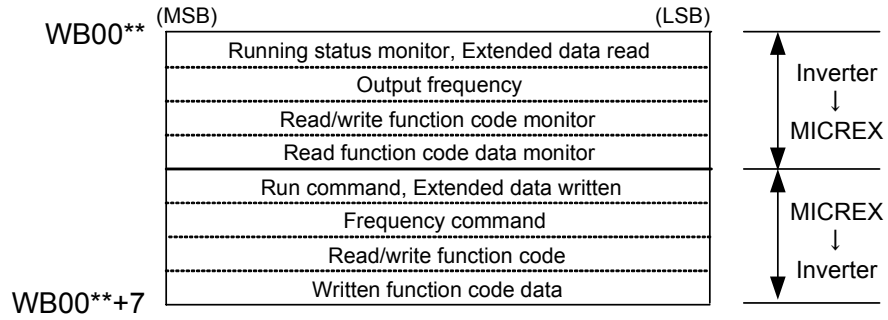 (MSB) (LSB)
WB00**
Running status monitor, Extended data read
Output frequency
Read/write function code monitor
Read function code data monitor
Inverter
↓
MICREX
Run command, Extended data written
Frequency command
Read/write function code
Written function code data
MICREX
↓
Inverter
WB00**+7